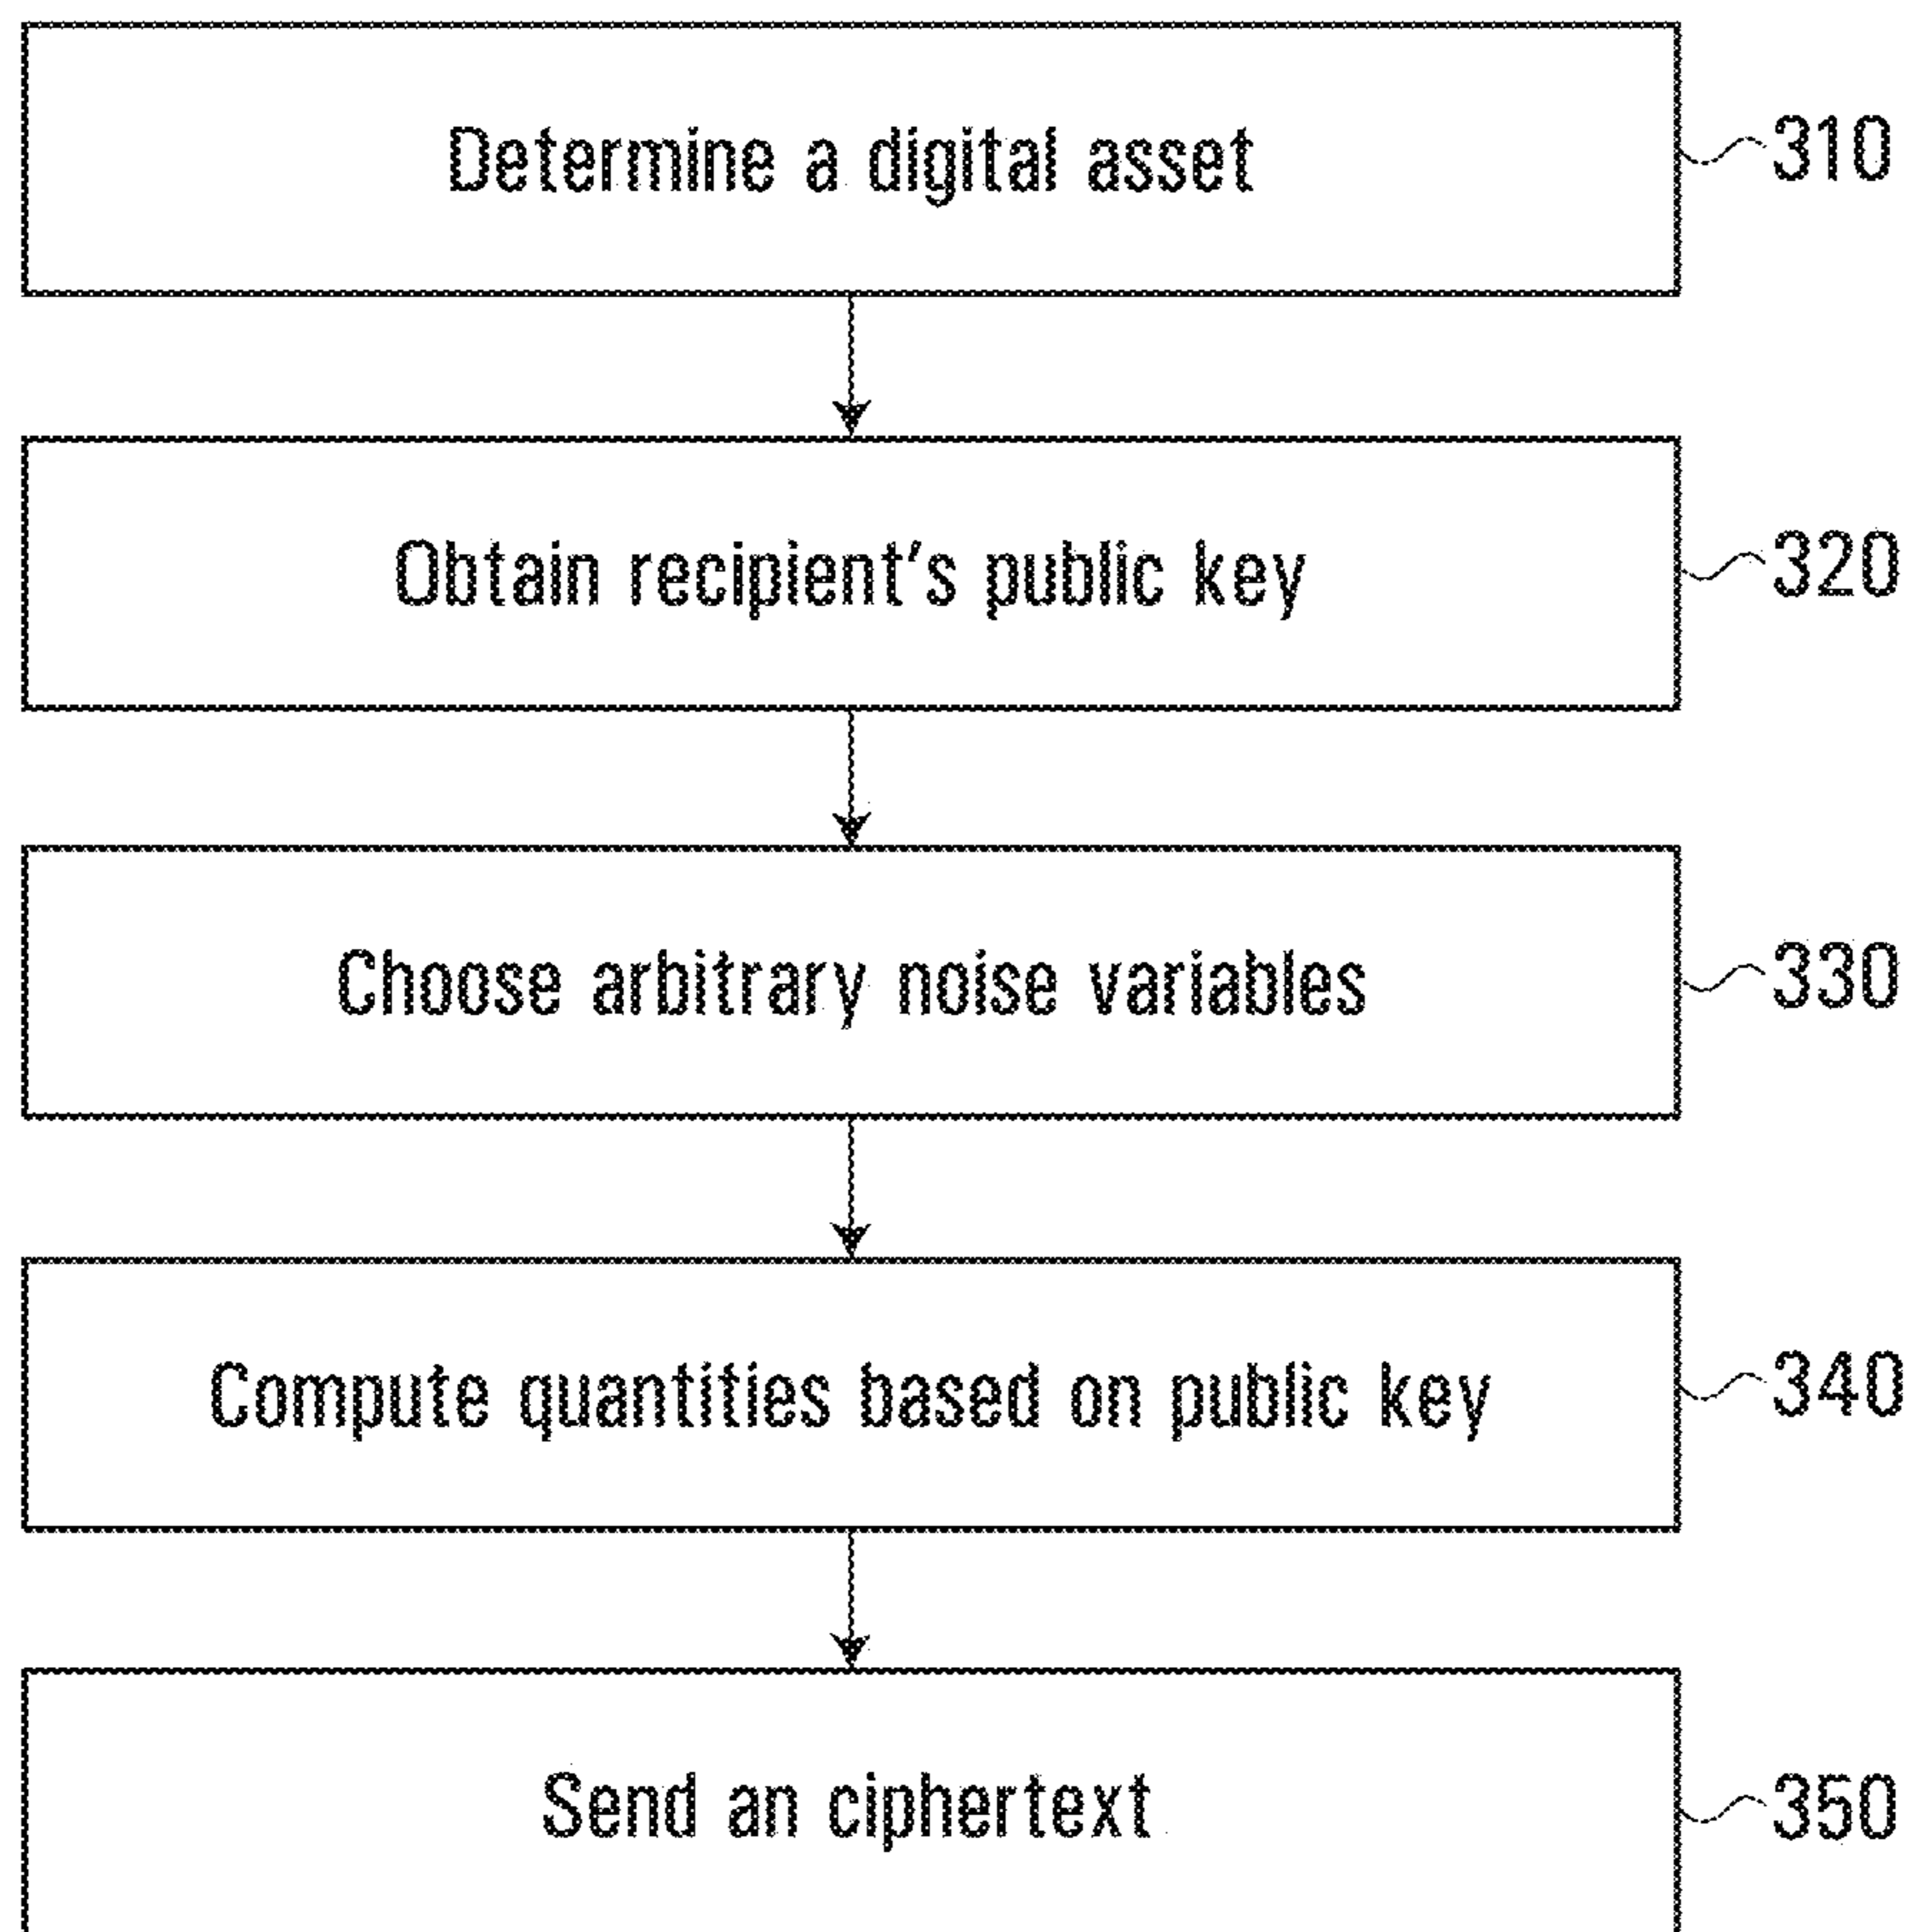 Determine a digital asset 310
Obtain recipient's public key 320
Choose arbitrary noise variables 330
Compute quantities based on public key 340
Send an ciphertext 350